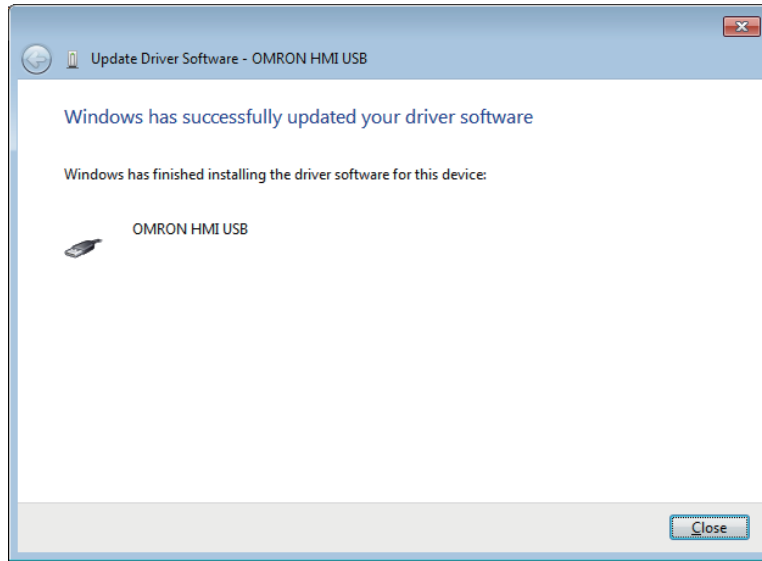 Update Driver Software - OMRON HMI USB
Windows has successfully updated your driver software
Windows has finished installing the driver software for this device:
OMRON HMI USB
Close